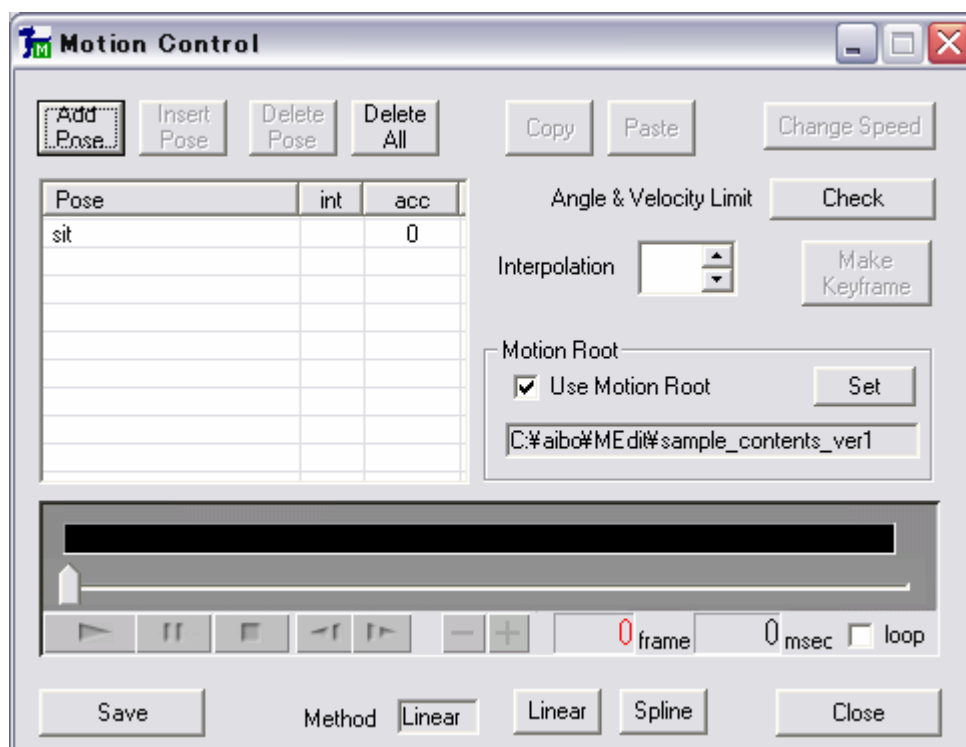 Motion Control
Add Pose
Insert Pose
Delete Pose
Delete All
Copy
Paste
Change Speed
Pose int acc
sit 0
Angle & Velocity Limit Check
Interpolation
Make Keyframe
Motion Root
Use Motion Root Set
C:¥aibo¥MEdit¥sample_contents_ver1
0 frame 0 msec loop
Save
Method Linear
Linear
Spline
Close